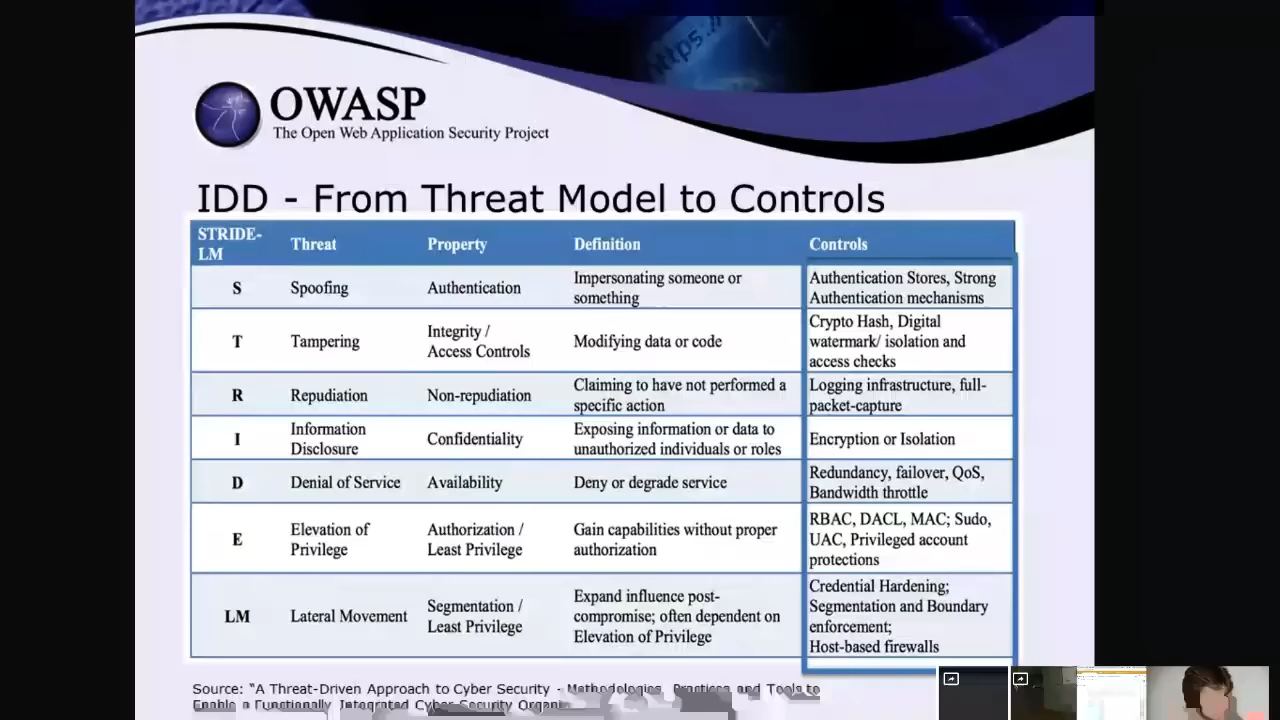 https://
OWASP
The Open Web Application Security Project
IDD - From Threat Model to Controls
STRIDE-
LM
Threat
Property
Definition
Controls
S
Spoofing
Authentication
Impersonating someone or
something
Authentication Stores, Strong
Authentication mechanisms
T
Tampering
Integrity /
Access Controls
Modifying data or code
Crypto Hash, Digital
watermark/ isolation and
access checks
R
Repudiation
Non-repudiation
Claiming to have not performed a
specific action
Logging infrastructure, full-
packet-capture
I
Information
Disclosure
Confidentiality
Exposing information or data to
unauthorized individuals or roles
Encryption or Isolation
D
Denial of Service
Availability
Deny or degrade service
Redundancy, failover, QoS,
Bandwidth throttle
E
Elevation of
Privilege
Authorization /
Least Privilege
Gain capabilities without proper
authorization
RBAC, DACL, MAC; Sudo,
UAC, Privileged account
protections
LM
Lateral Movement
Segmentation /
Least Privilege
Expand influence post-
compromise; often dependent on
Elevation of Privilege
Credential Hardening;
Segmentation and Boundary
enforcement;
Host-based firewalls
Source: "A Threat-Driven Approach to Cyber Security - Methodologies, Practices and Tools to
Enable a Functionally Integrated Cyber Security